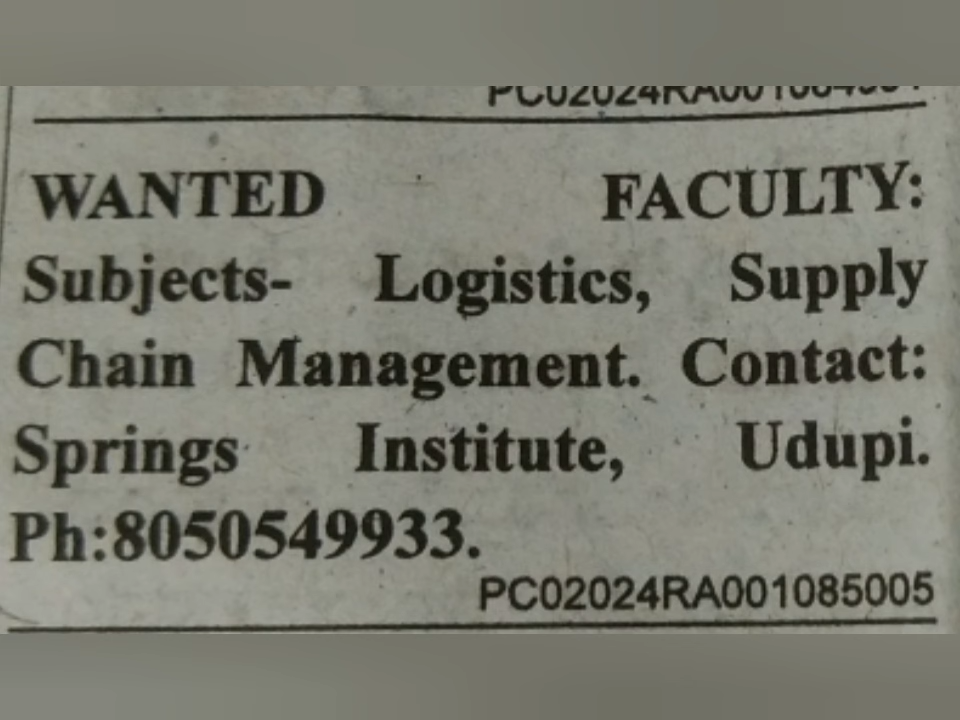 WANTED FACULTY:
Subjects- Logistics, Supply
Chain Management. Contact:
Springs Institute, Udupi.
Ph:8050549933.
PC02024RA001085005